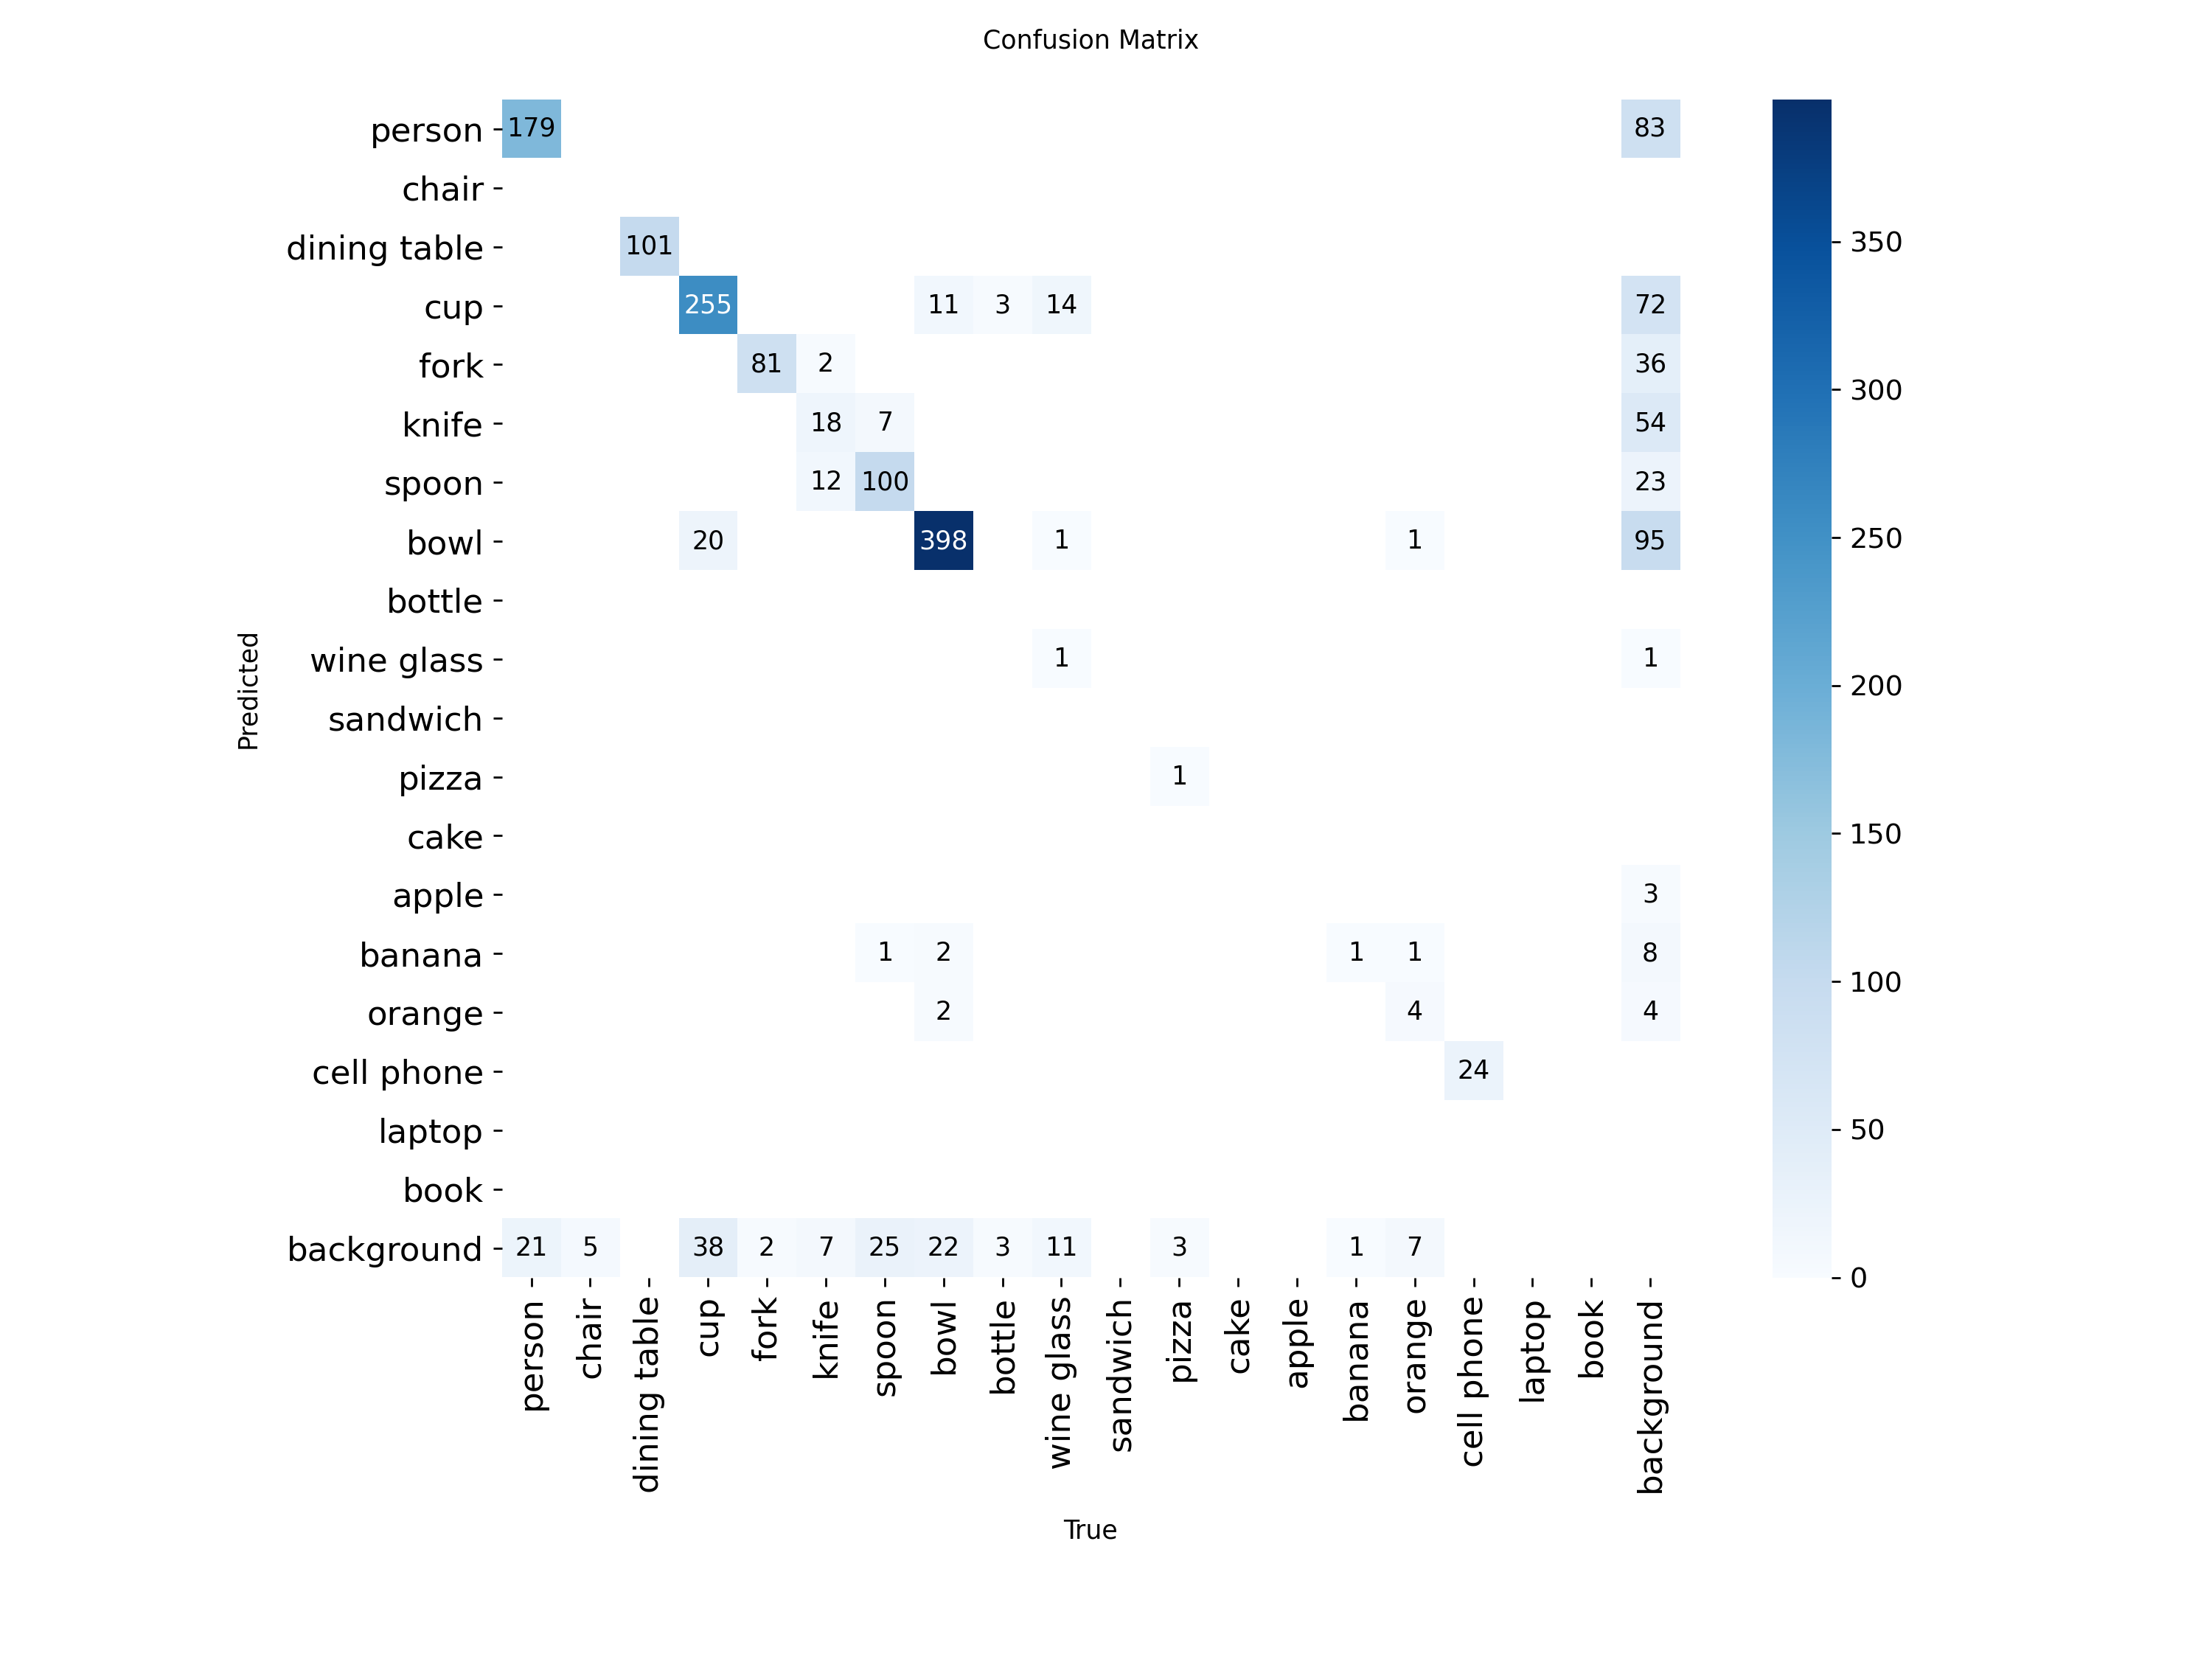 Confusion Matrix
person 179 83
chair
dining table 101
cup 255 11 3 14 72
fork 81 2 36
knife 18 7 54
spoon 12 100 23
bowl 20 398 1 1 95
bottle
wine glass 1 1
sandwich
pizza 1
cake
apple 3
banana 1 2 1 1 8
orange 2 4 4
cell phone 24
laptop
book
background 21 5 38 2 7 25 22 3 11 3 1 7
person chair dining table cup fork knife spoon bowl bottle wine glass sandwich pizza cake apple banana orange cell phone laptop book background
Predicted
True
350
300
250
200
150
100
50
0